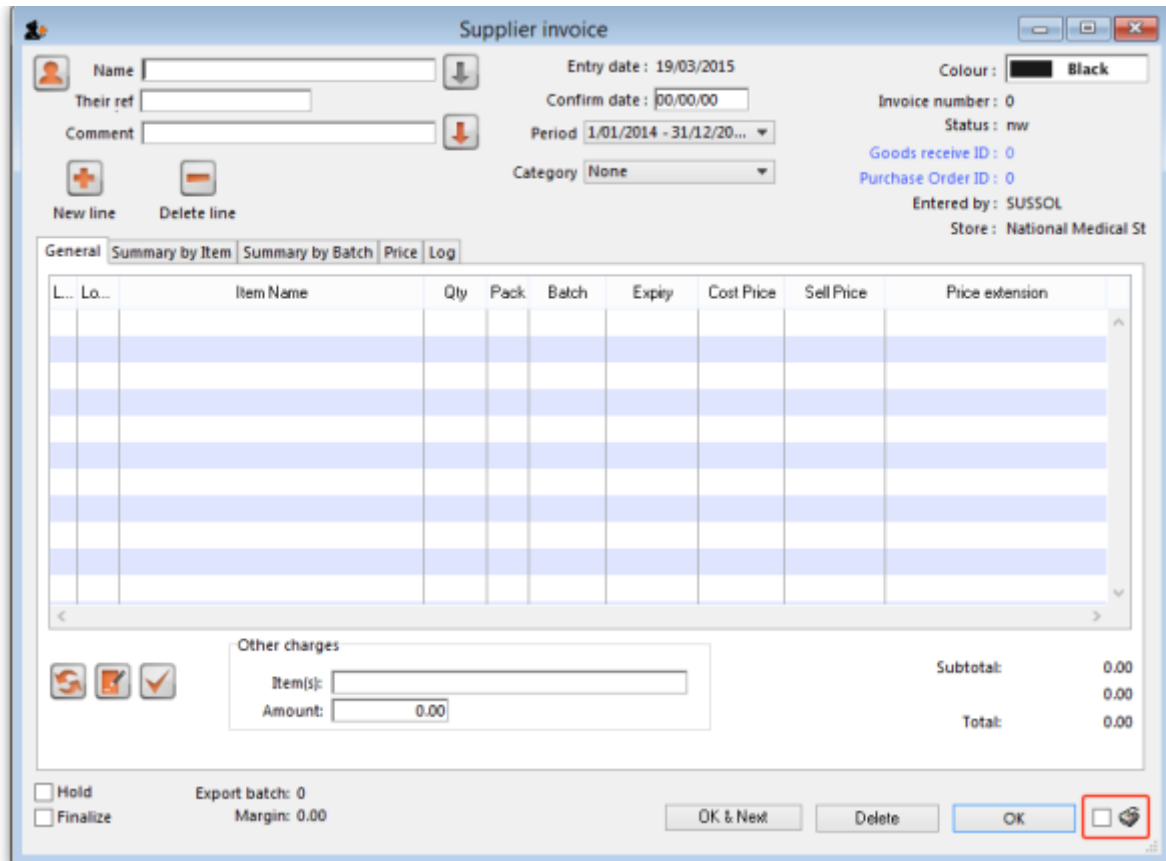 Supplier invoice
Name
Entry date : 19/03/2015
Colour : Black
Their ref
Confirm date : 00/00/00
Invoice number : 0
Comment
Period 1/01/2014 - 31/12/20...
Status : nw
Goods receive ID : 0
Category None
Purchase Order ID : 0
New line Delete line
Entered by : SUSSOL
Store : National Medical St
General Summary by Item Summary by Batch Price Log
L... Lo... Item Name Qty Pack Batch Expiry Cost Price Sell Price Price extension
Other charges
Item(s):
Amount: 0.00
Subtotal: 0.00
0.00
Total: 0.00
Hold Export batch: 0
Finalize Margin: 0.00
OK & Next Delete OK